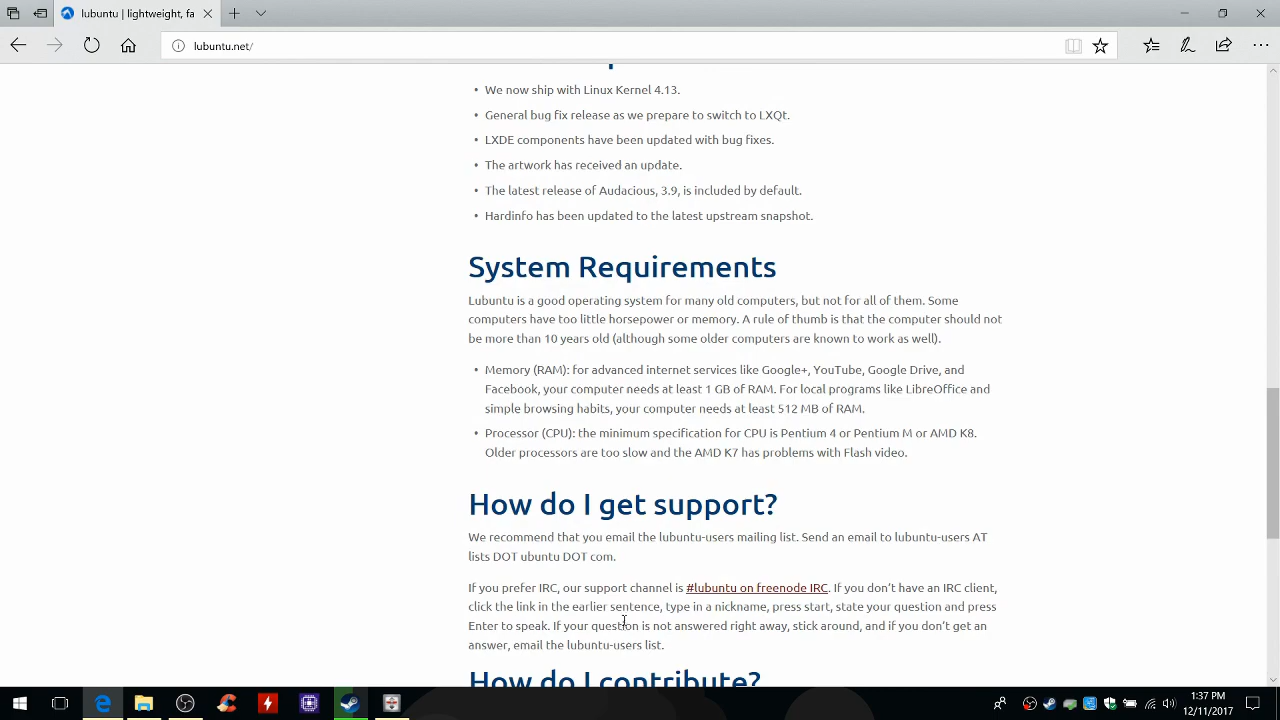 lubuntu | lightweight, fa
lubuntu.net/
We now ship with Linux Kernel 4.13.
General bug fix release as we prepare to switch to LXQt.
LXDE components have been updated with bug fixes.
The artwork has received an update.
The latest release of Audacious, 3.9, is included by default.
Hardinfo has been updated to the latest upstream snapshot.
System Requirements
Lubuntu is a good operating system for many old computers, but not for all of them. Some
computers have too little horsepower or memory. A rule of thumb is that the computer should not
be more than 10 years old (although some older computers are known to work as well).
Memory (RAM): for advanced internet services like Google+, YouTube, Google Drive, and
Facebook, your computer needs at least 1 GB of RAM. For local programs like LibreOffice and
simple browsing habits, your computer needs at least 512 MB of RAM.
Processor (CPU): the minimum specification for CPU is Pentium 4 or Pentium M or AMD K8.
Older processors are too slow and the AMD K7 has problems with Flash video.
How do I get support?
We recommend that you email the lubuntu-users mailing list. Send an email to lubuntu-users AT
lists DOT ubuntu DOT com.
If you prefer IRC, our support channel is #lubuntu on freenode IRC. If you don't have an IRC client,
click the link in the earlier sentence, type in a nickname, press start, state your question and press
Enter to speak. If your question is not answered right away, stick around, and if you don't get an
answer, email the lubuntu-users list.
How do I contribute?
1:37 PM
12/11/2017